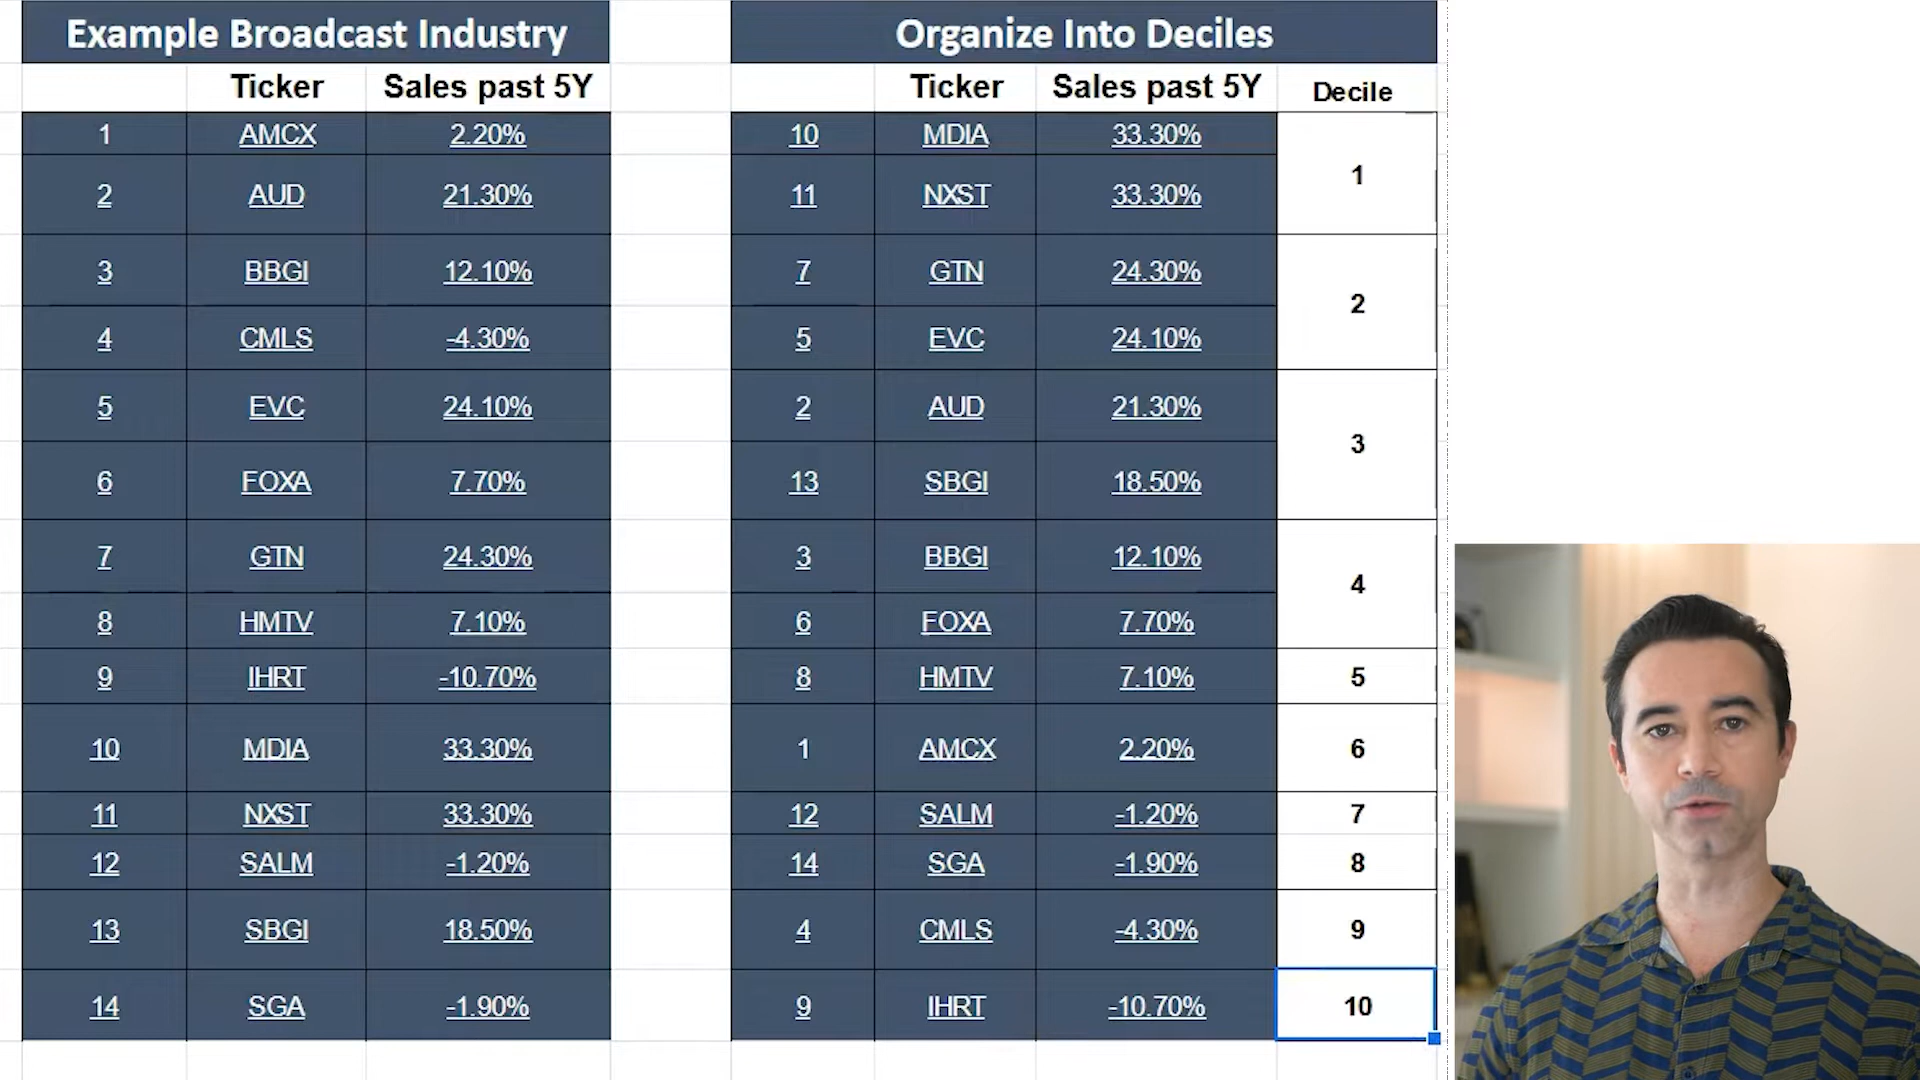 Example Broadcast Industry
Ticker Sales past 5Y
1 AMCX 2.20%
2 AUD 21.30%
3 BBGI 12.10%
4 CMLS -4.30%
5 EVC 24.10%
6 FOXA 7.70%
7 GTN 24.30%
8 HMTV 7.10%
9 IHRT -10.70%
10 MDIA 33.30%
11 NXST 33.30%
12 SALM -1.20%
13 SBGI 18.50%
14 SGA -1.90%
Organize Into Deciles
Ticker Sales past 5Y Decile
10 MDIA 33.30% 1
11 NXST 33.30%
7 GTN 24.30% 2
5 EVC 24.10%
2 AUD 21.30% 3
13 SBGI 18.50%
3 BBGI 12.10% 4
6 FOXA 7.70%
8 HMTV 7.10% 5
1 AMCX 2.20% 6
12 SALM -1.20% 7
14 SGA -1.90% 8
4 CMLS -4.30% 9
9 IHRT -10.70% 10